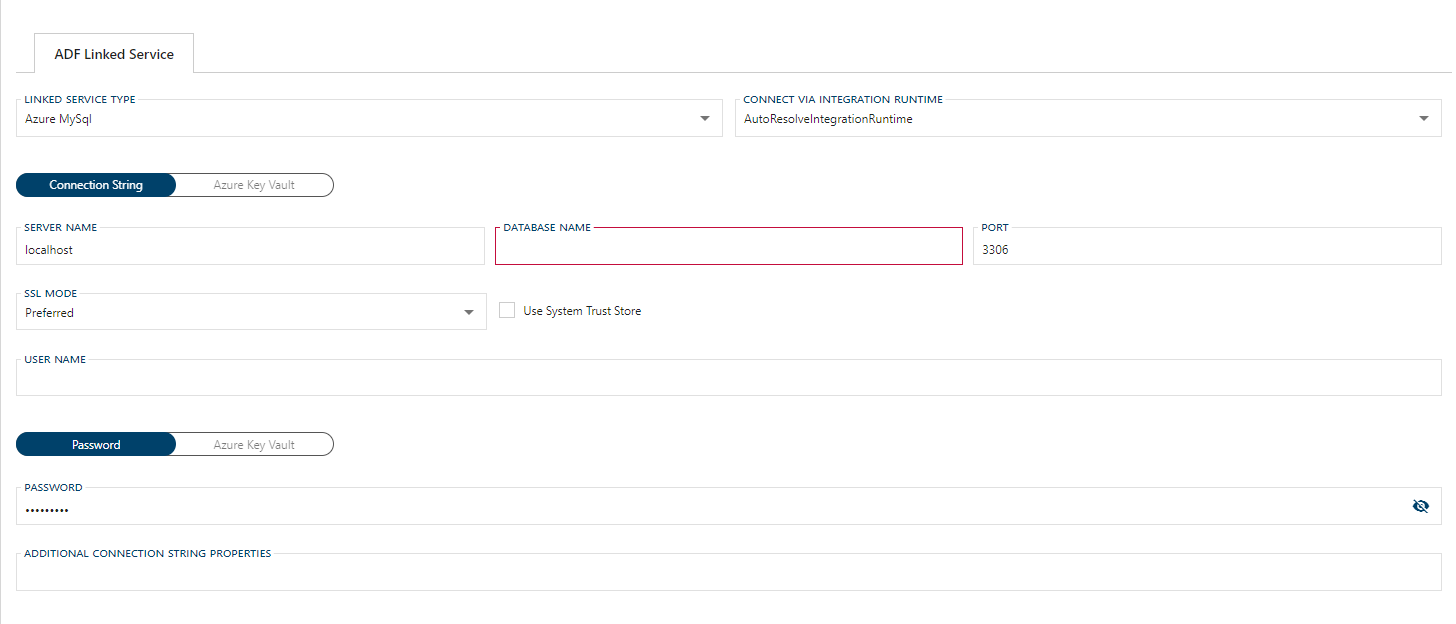 ADF Linked Service
LINKED SERVICE TYPE
Azure MySql
CONNECT VIA INTEGRATION RUNTIME
AutoResolveIntegrationRuntime
Connection String
Azure Key Vault
SERVER NAME
localhost
DATABASE NAME
PORT
3306
SSL MODE
Preferred
Use System Trust Store
USER NAME
Password
Azure Key Vault
PASSWORD
•••••••••
ADDITIONAL CONNECTION STRING PROPERTIES